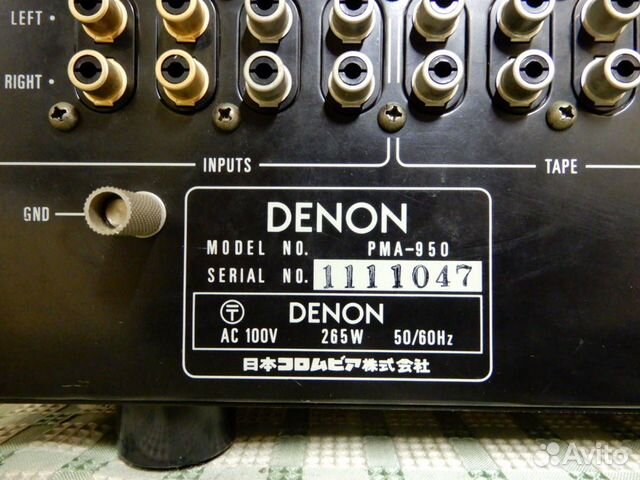 LEFT •
RIGHT •
INPUTS
TAPE
GND
DENON
MODEL NO. PMA-950
SERIAL NO. 1111047
〒 DENON
AC 100V 265W 50/60Hz
日本コロムビア株式会社
Avito